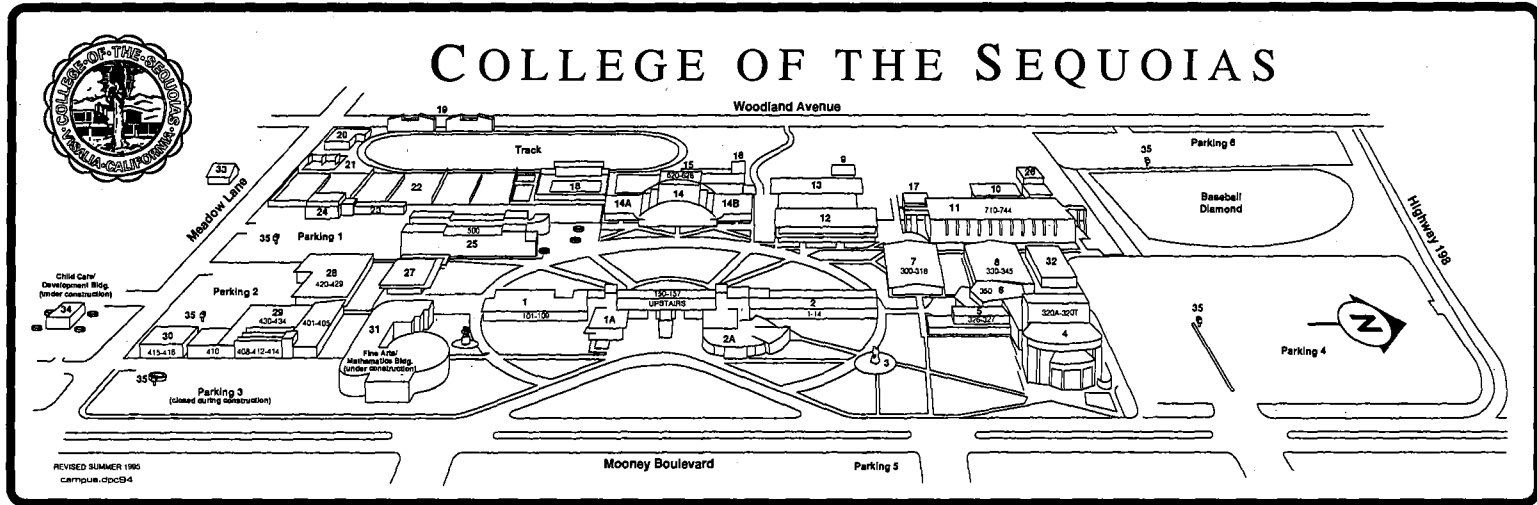 COLLEGE OF THE SEQUOIAS
COLLEGE·OF·THE·SEQUOIAS·VISALIA·CALIFORNIA
Woodland Avenue
19
20
Track
21
33
Meadow Lane
22
18
15
16
620-628
14
14A
14B
9
13
12
17
10
26
11
710-744
35
Parking 6
Baseball
Diamond
Highway 198
24
23
35
Parking 1
500
25
7
300-318
8
330-345
32
350
6
28
420-429
27
Child Care/
Development Bldg.
(under construction)
34
Parking 2
35
29
430-434
401-405
30
415-416
410
408-412-414
31
Fine Arts/
Mathematics Bldg.
(under construction)
1
101-109
150-157
UPSTAIRS
1A
2
1-14
2A
3
5
326-327
320A-320T
4
35
N
Parking 4
35
Parking 3
(closed during construction)
Mooney Boulevard
Parking 5
REVISED SUMMER 1995
campus.dpc94